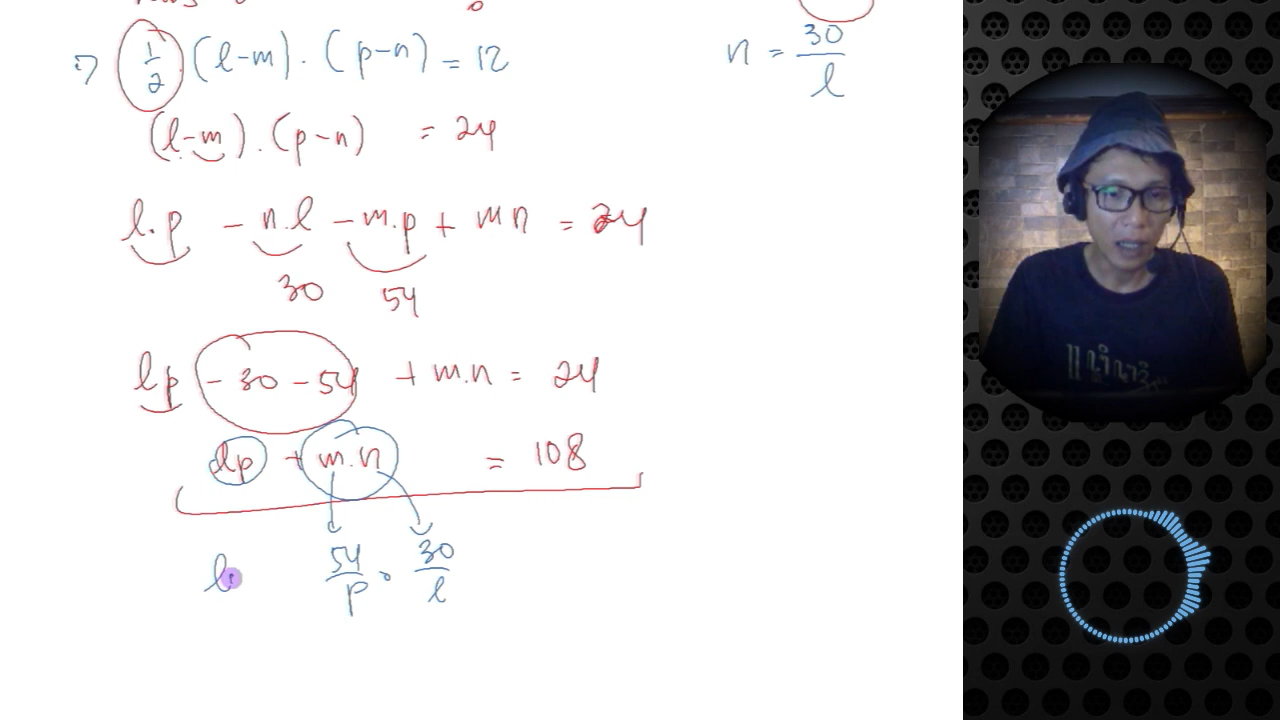 1/2 (l-m) . (p-n) = 12
(l-m) . (p-n) = 24
l.p - n.l - m.p + mn = 24
30 54
lp - 30 - 54 + m.n = 24
lp + m.n = 108
l. 54/p . 30/l
n = 30/l